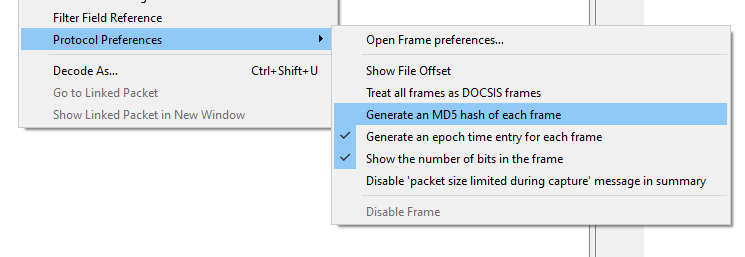 Filter Field Reference
Protocol Preferences
Open Frame preferences...
Show File Offset
Decode As... Ctrl+Shift+U
Treat all frames as DOCSIS frames
Go to Linked Packet
Generate an MD5 hash of each frame
Show Linked Packet in New Window
Generate an epoch time entry for each frame
Show the number of bits in the frame
Disable 'packet size limited during capture' message in summary
Disable Frame